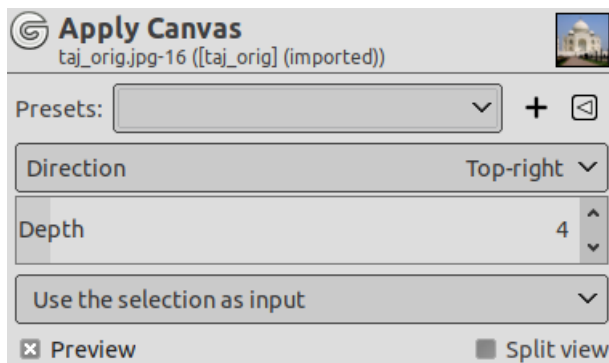 Apply Canvas
taj_orig.jpg-16 ([taj_orig] (imported))
Presets:
Direction Top-right
Depth 4
Use the selection as input
Preview Split view